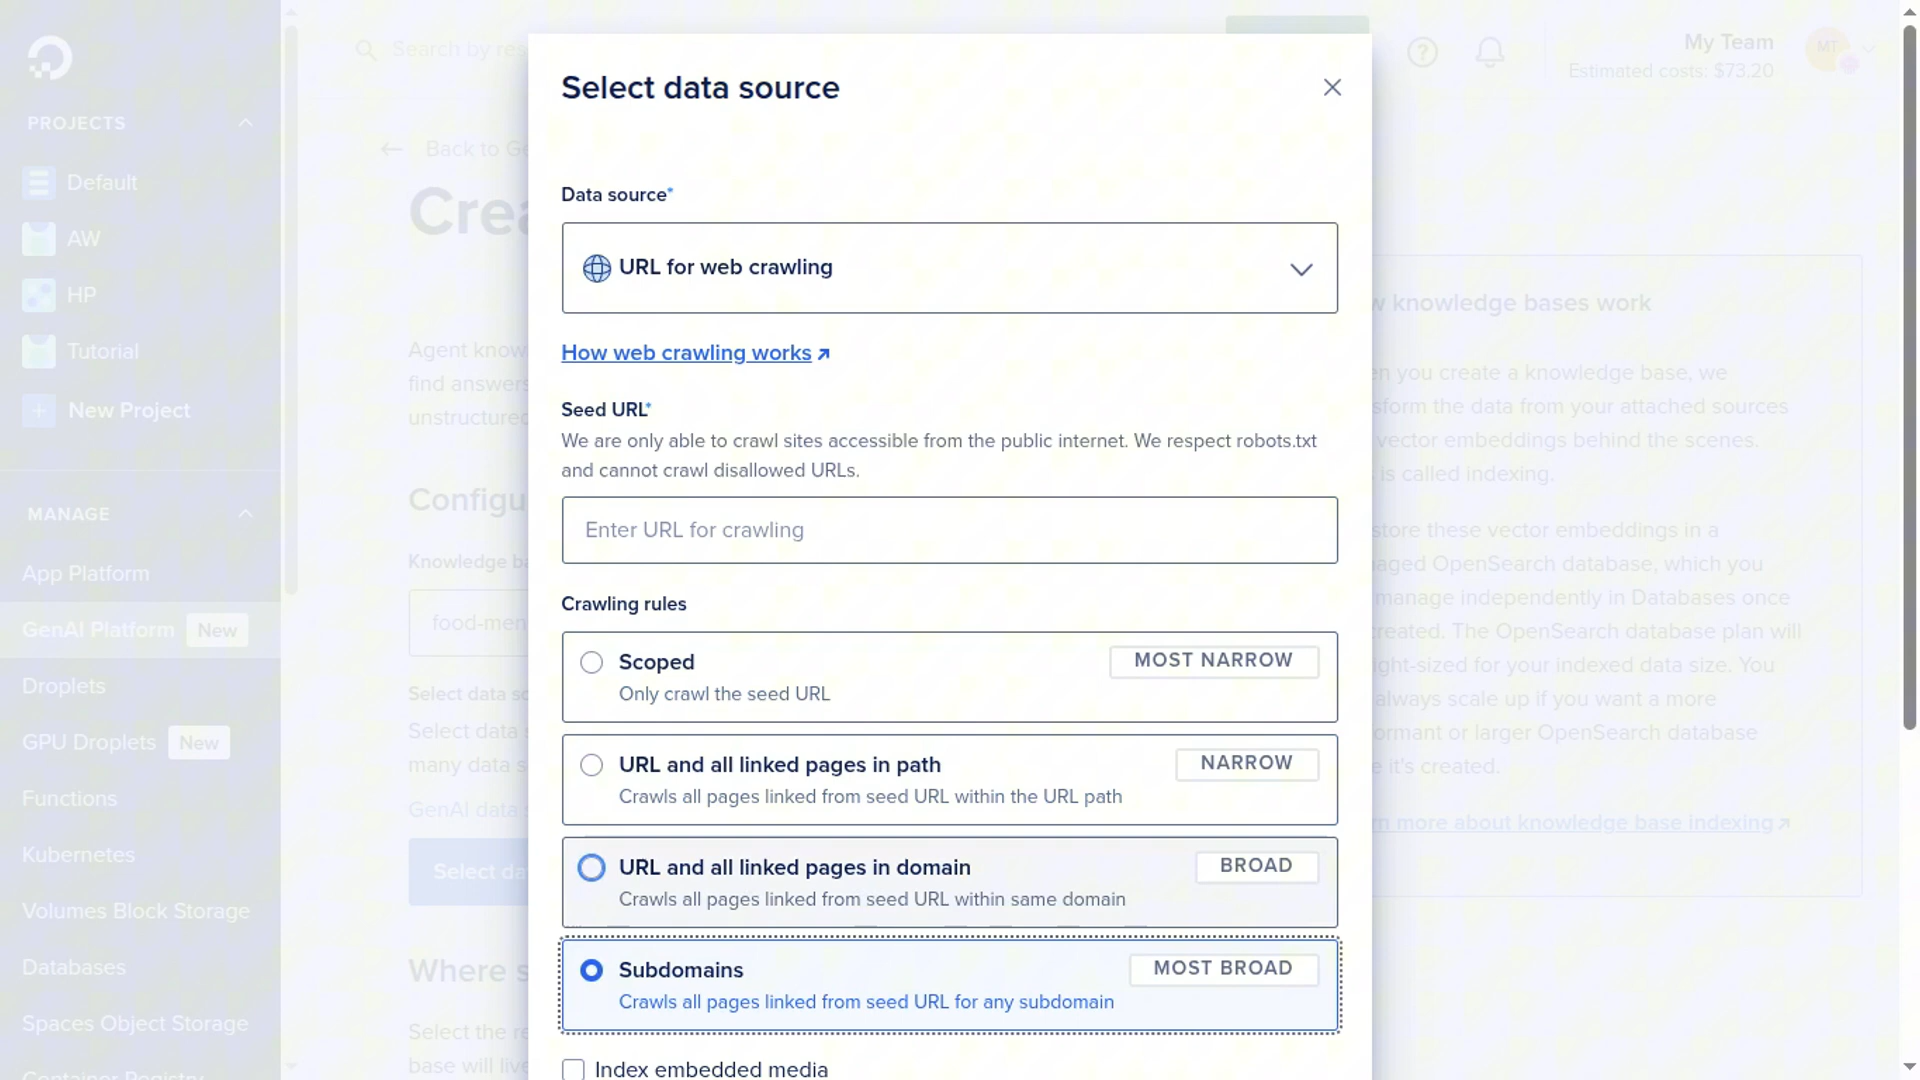 Search by res
My Team
MT
Estimated costs: $73.20
PROJECTS
Default
AW
HP
Tutorial
New Project
MANAGE
App Platform
GenAI Platform New
Droplets
GPU Droplets New
Functions
Kubernetes
Volumes Block Storage
Databases
Spaces Object Storage
Container Registry
Back to Ge
Crea
Agent know
find answers
unstructured
Configu
Knowledge ba
food-men
Select data so
Select data s
many data s
GenAI data s
Select da
Where s
Select the re
base will live
Select data source
Data source*
URL for web crawling
How web crawling works
Seed URL*
We are only able to crawl sites accessible from the public internet. We respect robots.txt
and cannot crawl disallowed URLs.
Enter URL for crawling
Crawling rules
Scoped MOST NARROW
Only crawl the seed URL
URL and all linked pages in path NARROW
Crawls all pages linked from seed URL within the URL path
URL and all linked pages in domain BROAD
Crawls all pages linked from seed URL within same domain
Subdomains MOST BROAD
Crawls all pages linked from seed URL for any subdomain
Index embedded media
w knowledge bases work
en you create a knowledge base, we
sform the data from your attached sources
vector embeddings behind the scenes.
is called indexing.
store these vector embeddings in a
aged OpenSearch database, which you
manage independently in Databases once
created. The OpenSearch database plan will
ght-sized for your indexed data size. You
always scale up if you want a more
ormant or larger OpenSearch database
e it's created.
rn more about knowledge base indexing